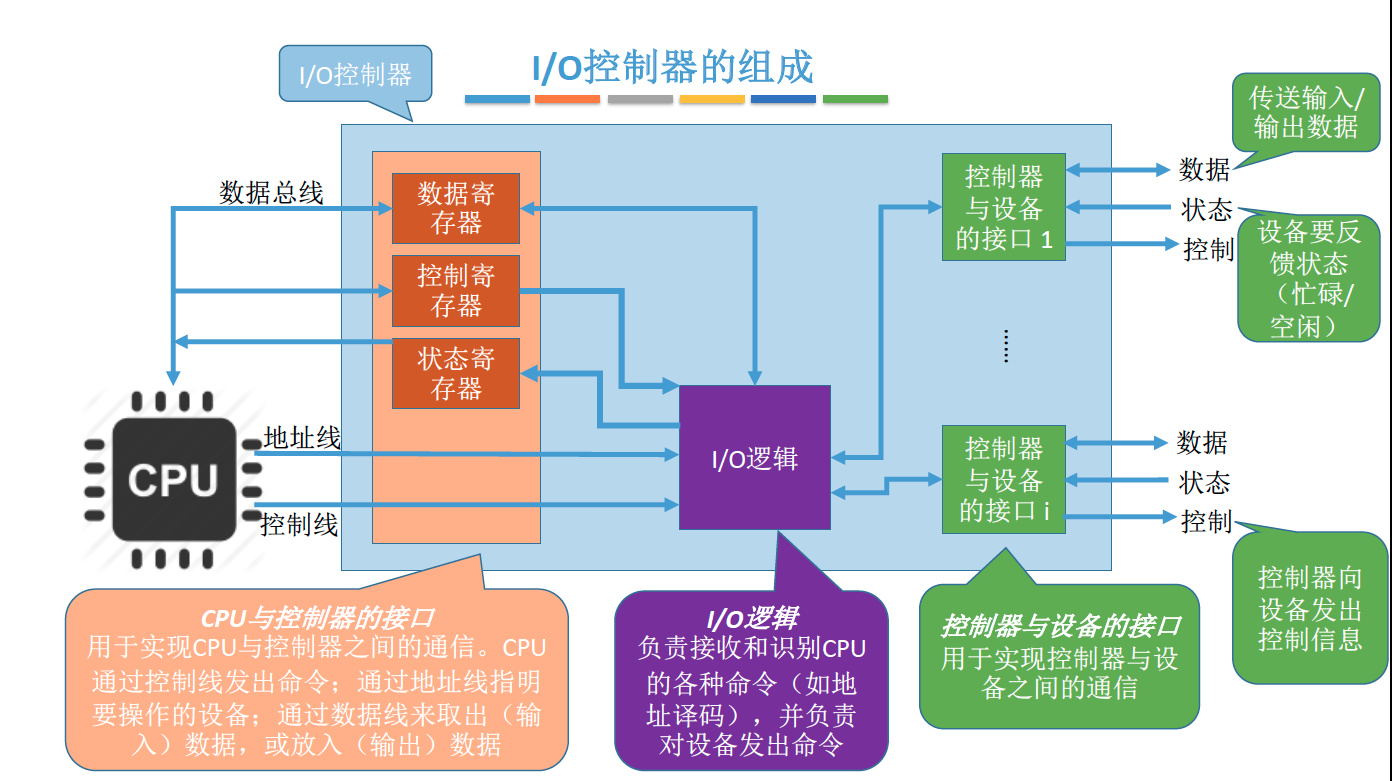 I/O控制器的组成
I/O控制器
传送输入/
输出数据
数据总线
数据寄
存器
控制器
与设备
的接口 1
数据
状态
控制
设备要反
馈状态
（忙碌/
空闲）
控制寄
存器
状态寄
存器
......
地址线
CPU
控制线
I/O逻辑
控制器
与设备
的接口 i
数据
状态
控制
控制器向
设备发出
控制信息
CPU与控制器的接口
用于实现CPU与控制器之间的通信。CPU
通过控制线发出命令；通过地址线指明
要操作的设备；通过数据线来取出（输
入）数据，或放入（输出）数据
I/O逻辑
负责接收和识别CPU
的各种命令（如地
址译码），并负责
对设备发出命令
控制器与设备的接口
用于实现控制器与设
备之间的通信